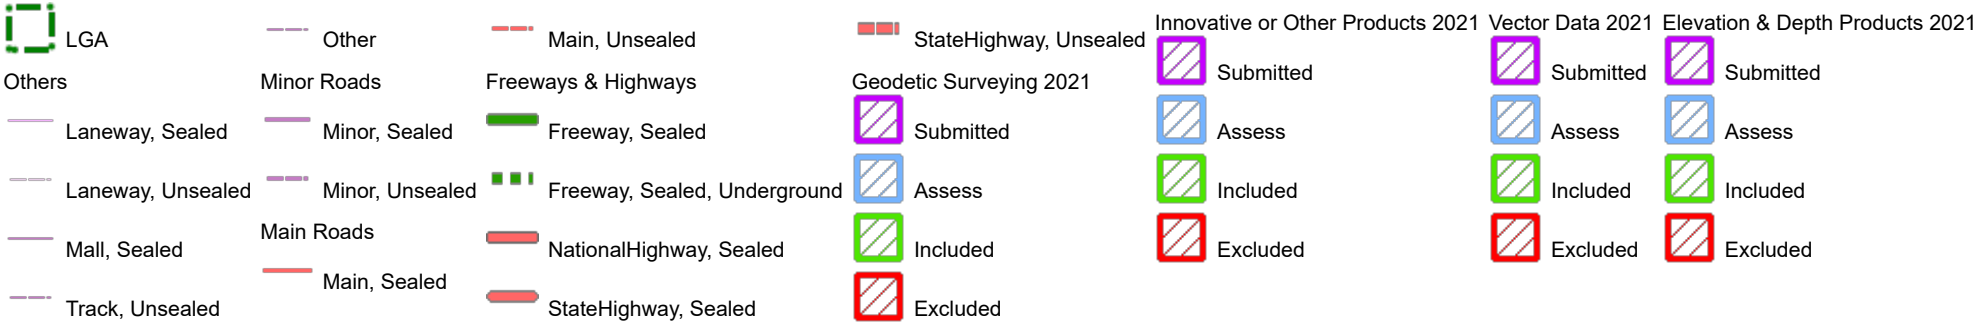 LGA
Others
Laneway, Sealed
Laneway, Unsealed
Mall, Sealed
Track, Unsealed
Other
Minor Roads
Minor, Sealed
Minor, Unsealed
Main Roads
Main, Sealed
Main, Unsealed
Freeways & Highways
Freeway, Sealed
Freeway, Sealed, Underground
NationalHighway, Sealed
StateHighway, Sealed
StateHighway, Unsealed
Geodetic Surveying 2021
Submitted
Assess
Included
Excluded
Innovative or Other Products 2021
Submitted
Assess
Included
Excluded
Vector Data 2021
Submitted
Assess
Included
Excluded
Elevation & Depth Products 2021
Submitted
Assess
Included
Excluded